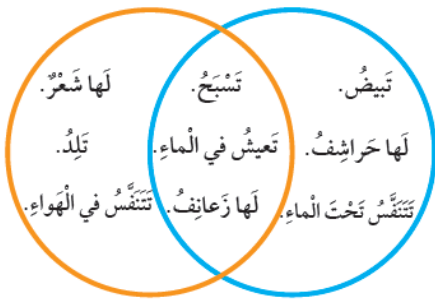 تَبيضُ.
تَسْبَحُ.
لَها شَعْرٌ.
لَها حَراشِفُ.
تَعيشُ في الْماءِ.
تَلِدُ.
تَتَنَفَّسُ تَحْتَ الْماءِ.
لَها زَعانِفُ.
تَتَنَفَّسُ في الْهَواءِ.